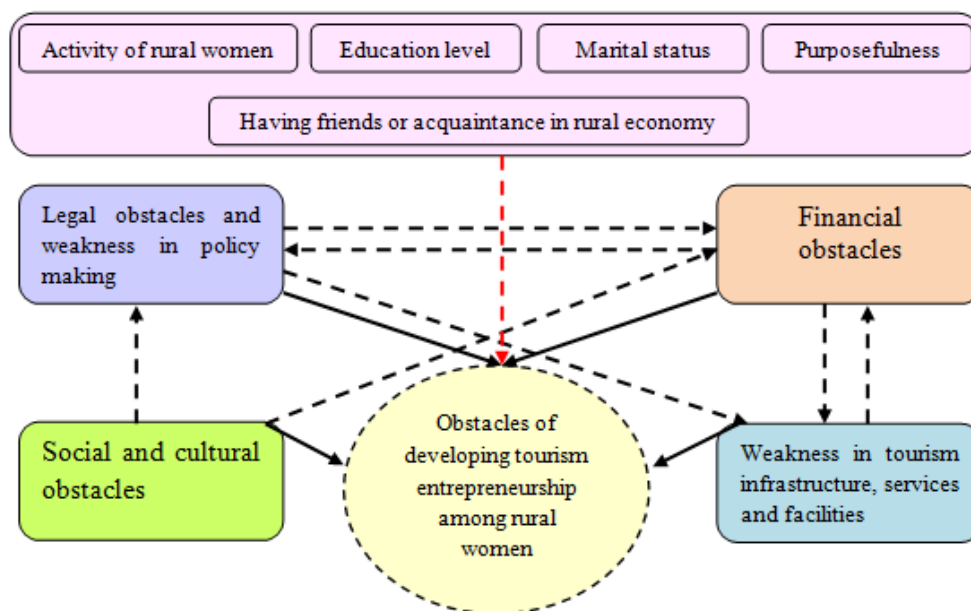 Activity of rural women
Education level
Marital status
Purposefulness
Having friends or acquaintance in rural economy
Legal obstacles and
weakness in policy
making
Financial
obstacles
Social and cultural
obstacles
Obstacles of
developing tourism
entrepreneurship
among rural
women
Weakness in tourism
infrastructure, services
and facilities